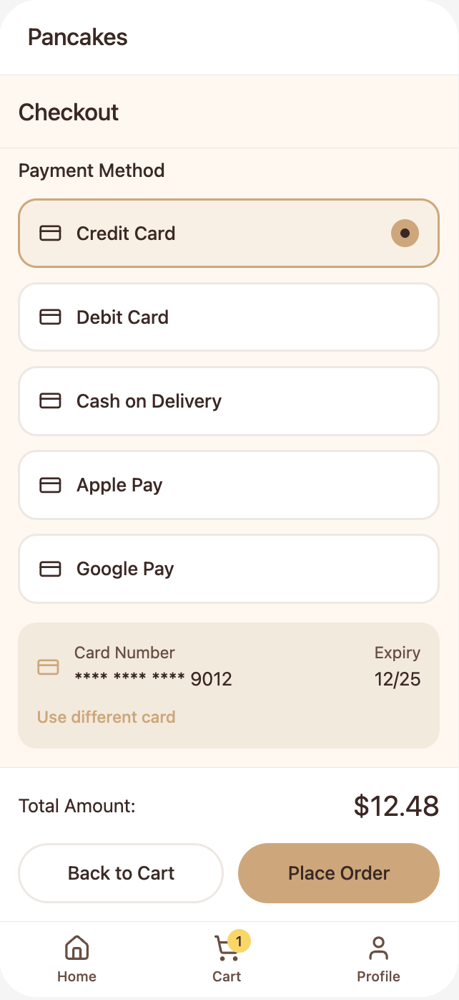 Pancakes
Checkout
Payment Method
Credit Card
Debit Card
Cash on Delivery
Apple Pay
Google Pay
Card Number Expiry
**** **** **** 9012 12/25
Use different card
Total Amount: $12.48
Back to Cart Place Order
1
Home Cart Profile